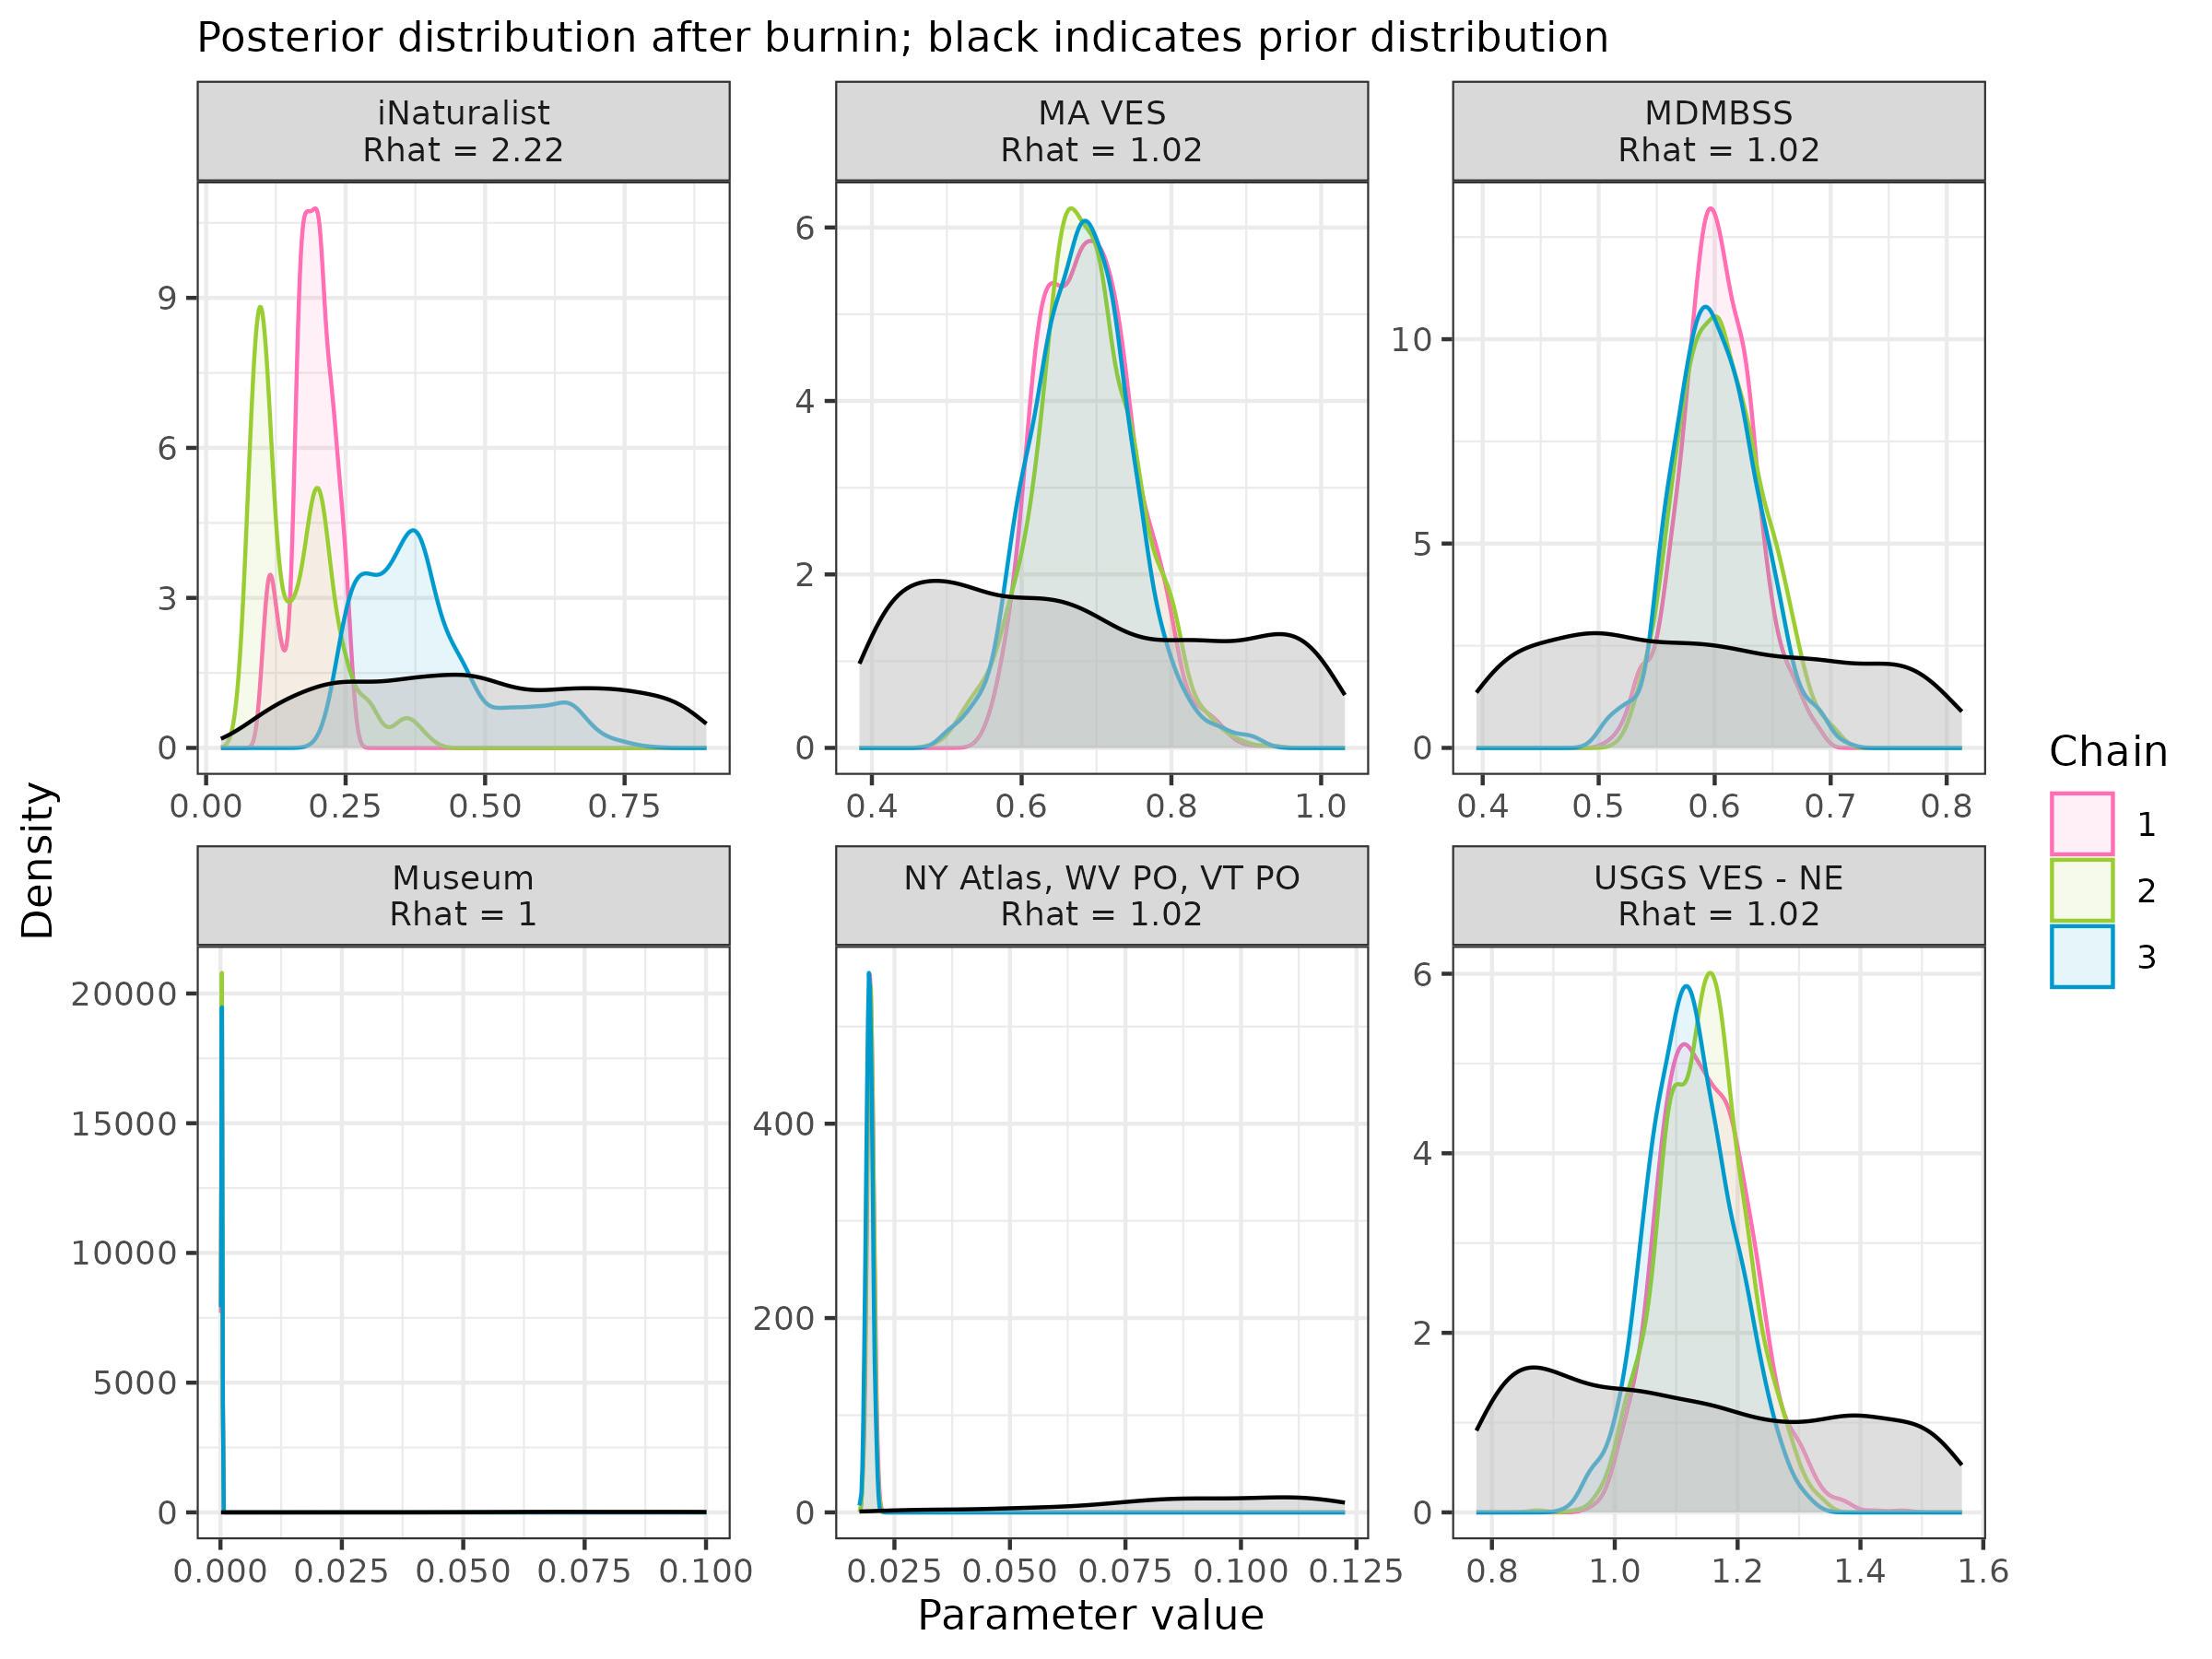 Posterior distribution after burnin; black indicates prior distribution
iNaturalist
Rhat = 2.22
MA VES
Rhat = 1.02
MDMBSS
Rhat = 1.02
9
6
3
0
0.00 0.25 0.50 0.75
6
4
2
0
0.4 0.6 0.8 1.0
10
5
0
0.4 0.5 0.6 0.7 0.8
Museum
Rhat = 1
NY Atlas, WV PO, VT PO
Rhat = 1.02
USGS VES - NE
Rhat = 1.02
20000
15000
10000
5000
0
0.000 0.025 0.050 0.075 0.100
400
200
0
0.025 0.050 0.075 0.100 0.125
6
4
2
0
0.8 1.0 1.2 1.4 1.6
Density
Parameter value
Chain
1
2
3